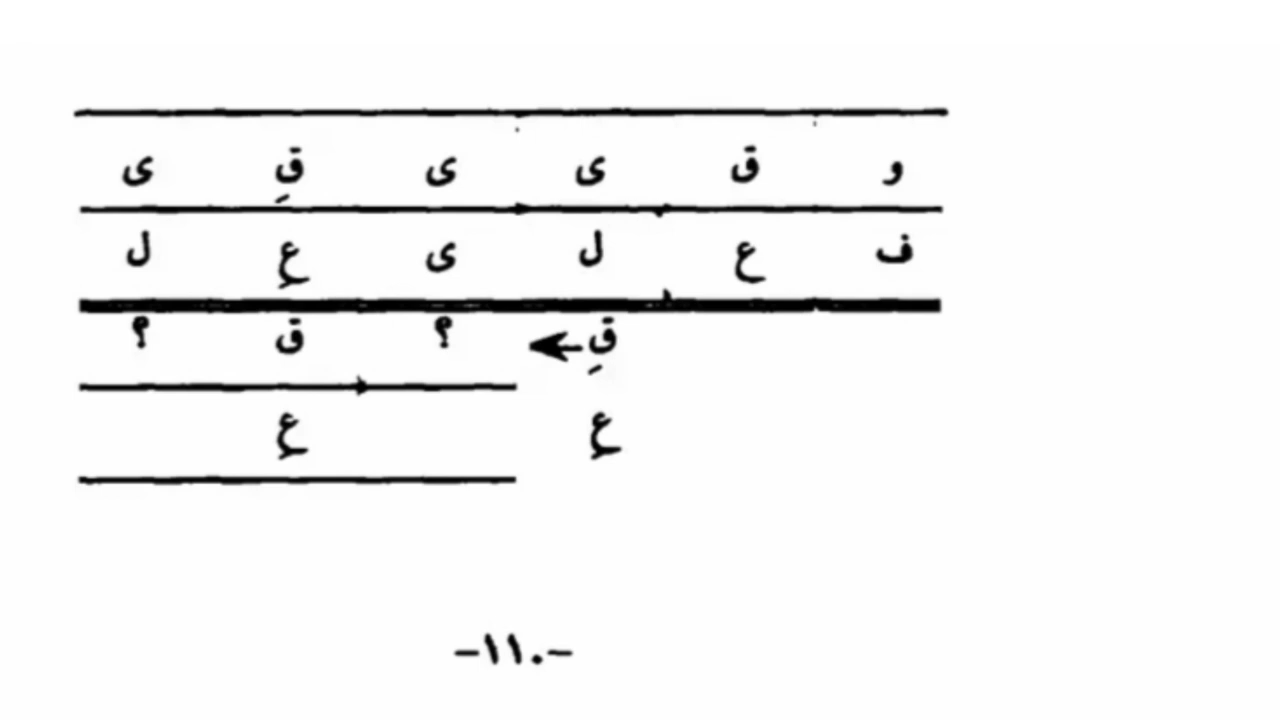 و ق ى ى قِ ى
ف ع ل ى عِ ل
قِ ؟ ق ؟
عِ عِ
-١١٠-